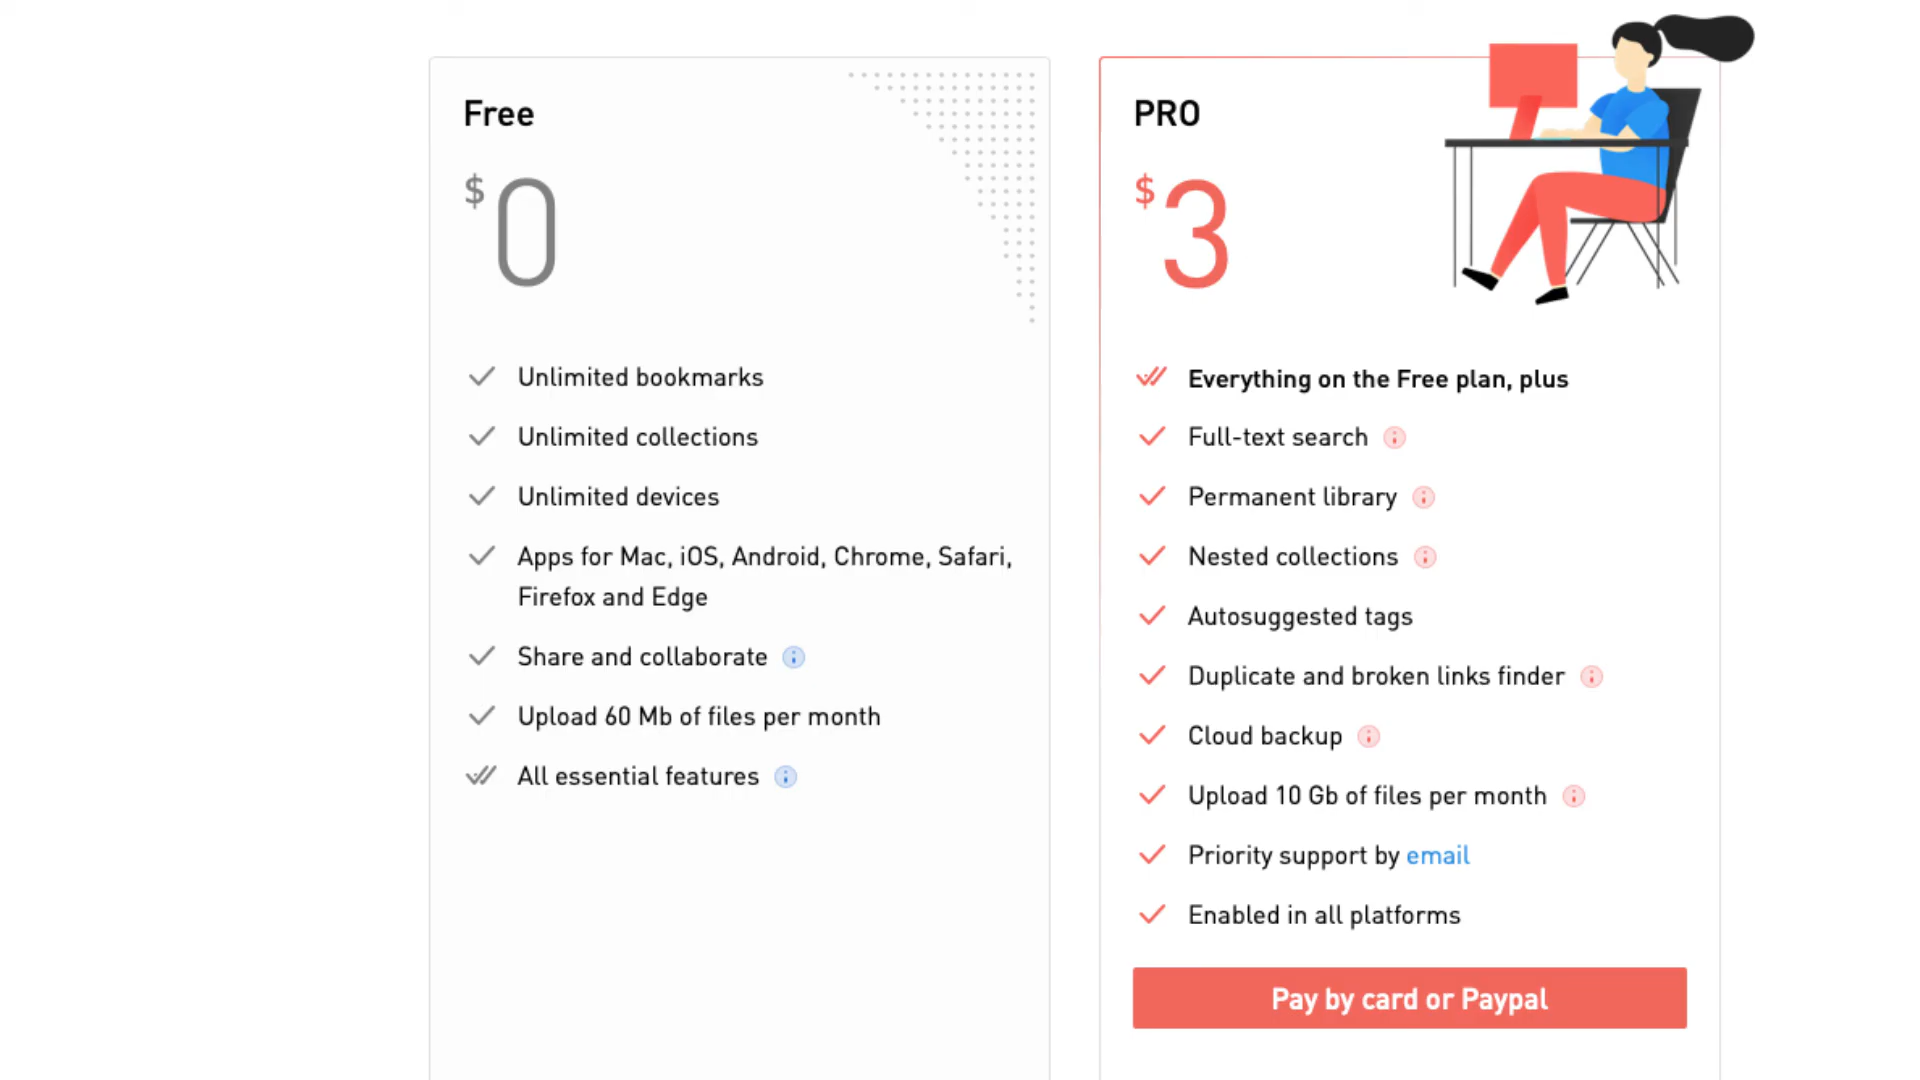 Free
$0
Unlimited bookmarks
Unlimited collections
Unlimited devices
Apps for Mac, iOS, Android, Chrome, Safari,
Firefox and Edge
Share and collaborate
Upload 60 Mb of files per month
All essential features
PRO
$3
Everything on the Free plan, plus
Full-text search
Permanent library
Nested collections
Autosuggested tags
Duplicate and broken links finder
Cloud backup
Upload 10 Gb of files per month
Priority support by email
Enabled in all platforms
Pay by card or Paypal